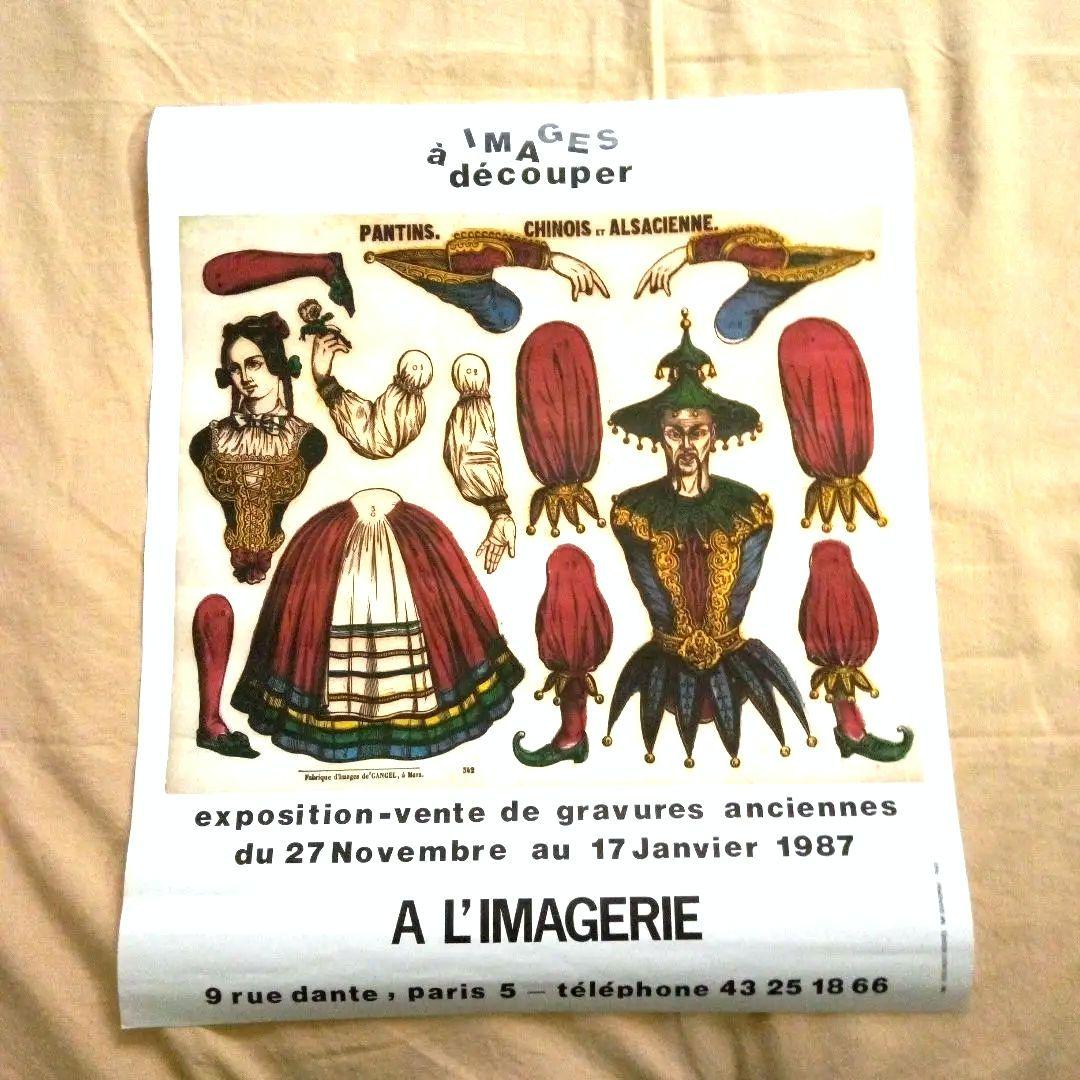 à IMAGES
découper
PANTINS. CHINOIS ET ALSACIENNE.
Fabrique d'Images de GANGEL, à Metz. 342
exposition-vente de gravures anciennes
du 27 Novembre au 17 Janvier 1987
A L'IMAGERIE
9 rue dante, paris 5 — téléphone 43 25 18 66